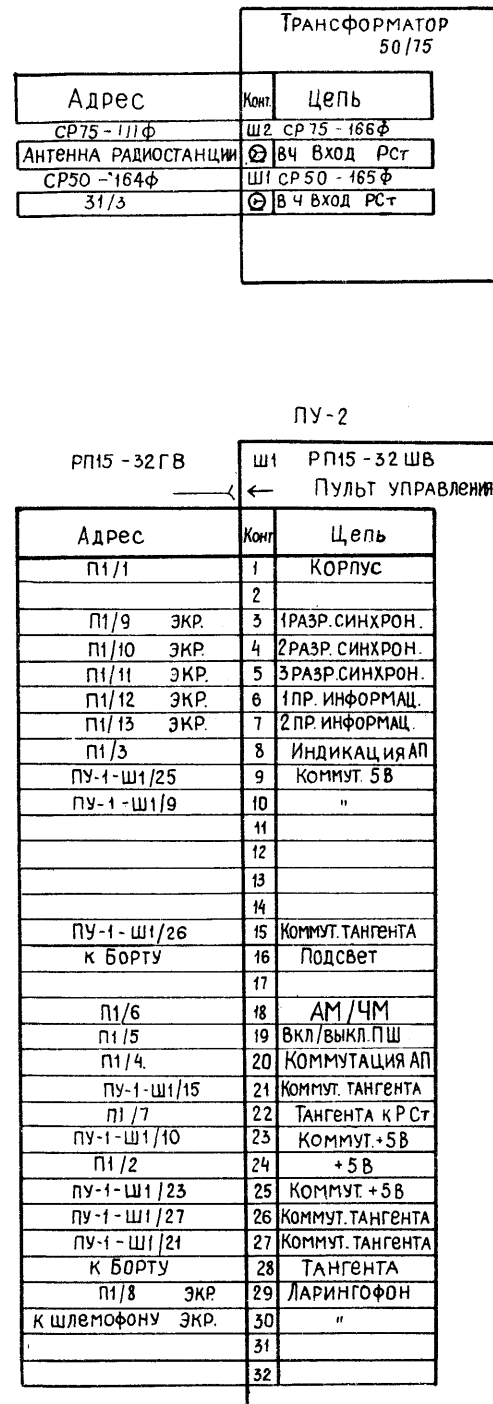 ТРАНСФОРМАТОР
50/75
Адрес Конт. Цепь
СР75-111Ф Ш2 СР75-166Ф
АНТЕННА РАДИОСТАНЦИИ ВЧ ВХОД РСт
СР50-164Ф Ш1 СР50-165Ф
31/3 ВЧ ВХОД РСт
ПУ-2
РП15-32ГВ Ш1 РП15-32ШВ
← Пульт управления
Адрес Конт Цепь
П1/1 1 Корпус
2
П1/9 ЭКР. 3 1РАЗР.СИНХРОН.
П1/10 ЭКР. 4 2РАЗР.СИНХРОН.
П1/11 ЭКР. 5 3РАЗР.СИНХРОН.
П1/12 ЭКР. 6 1ПР. ИНФОРМАЦ.
П1/13 ЭКР. 7 2ПР. ИНФОРМАЦ.
П1/3 8 Индикация АП
ПУ-1-Ш1/25 9 Коммут. 5В
ПУ-1-Ш1/9 10 "
11
12
13
14
ПУ-1-Ш1/26 15 Коммут. тангента
к борту 16 Подсвет
17
П1/6 18 АМ/ЧМ
П1/5 19 Вкл/выкл.ПШ
П1/4. 20 Коммутация АП
ПУ-1-Ш1/15 21 Коммут. тангента
П1/7 22 Тангента к РСт
ПУ-1-Ш1/10 23 Коммут.+5В
П1/2 24 +5В
ПУ-1-Ш1/23 25 Коммут. +5В
ПУ-1-Ш1/27 26 Коммут. тангента
ПУ-1-Ш1/21 27 Коммут. тангента
к борту 28 Тангента
П1/8 ЭКР. 29 Ларингофон
к шлемофону ЭКР. 30 "
31
32